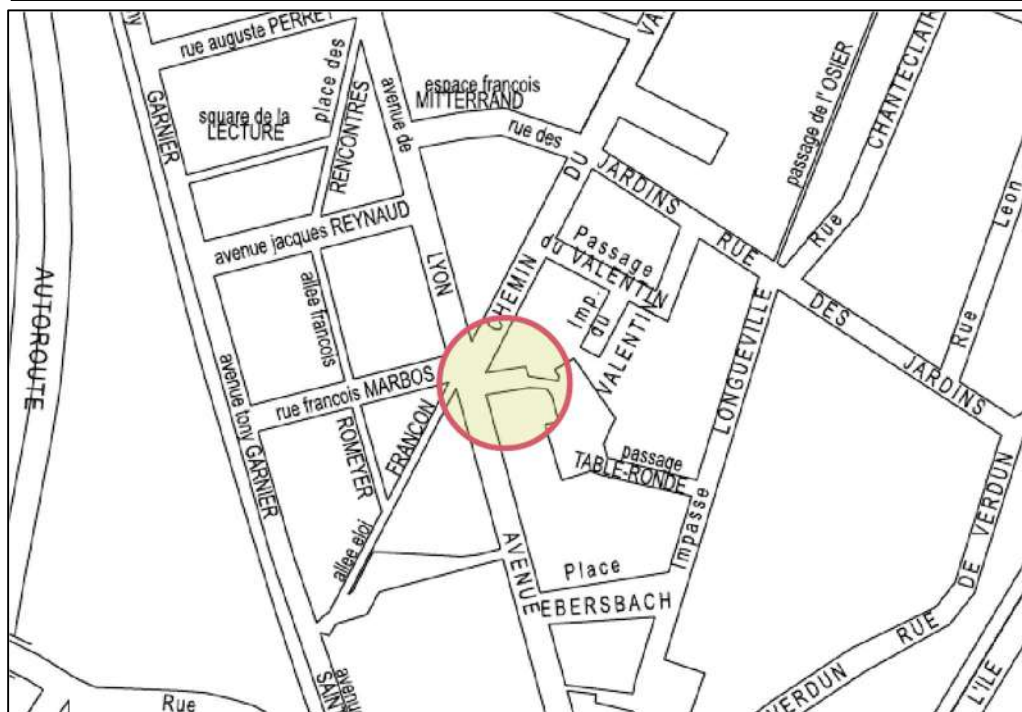 rue auguste PERRET
place des
RENCONTRES
avenue de
LYON
espace françois
MITTERRAND
square de la
LECTURE
GARNIER
rue des
JARDINS
CHEMIN DU
passage de l'OSIER
Rue
CHANTECLAIR
Rue Leon
avenue jacques REYNAUD
allee francois
ROMEYER
Passage
du VALENTIN
Imp.
du
VALENTIN
RUE
DES
JARDINS
AUTOROUTE
rue francois MARBOS
avenue tony GARNIER
FRANCON
allee eloi
LONGUEVILLE
Impasse
passage
TABLE-RONDE
AVENUE
Place
EBERSBACH
RUE
DE VERDUN
VERDUN
L'ILE
Rue
avenue